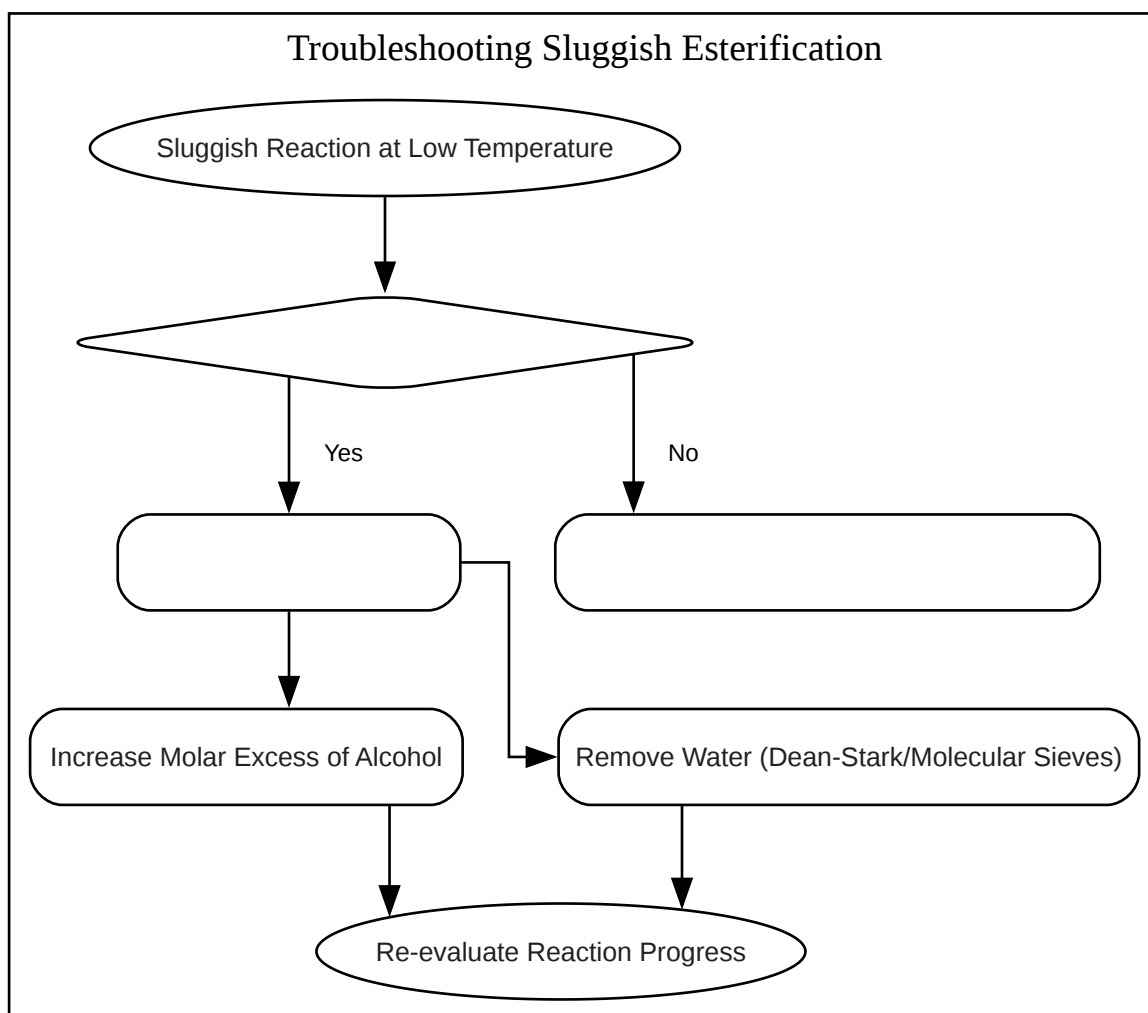 Troubleshooting Sluggish Esterification
Sluggish Reaction at Low Temperature
Yes
No
Increase Molar Excess of Alcohol
Remove Water (Dean-Stark/Molecular Sieves)
Re-evaluate Reaction Progress